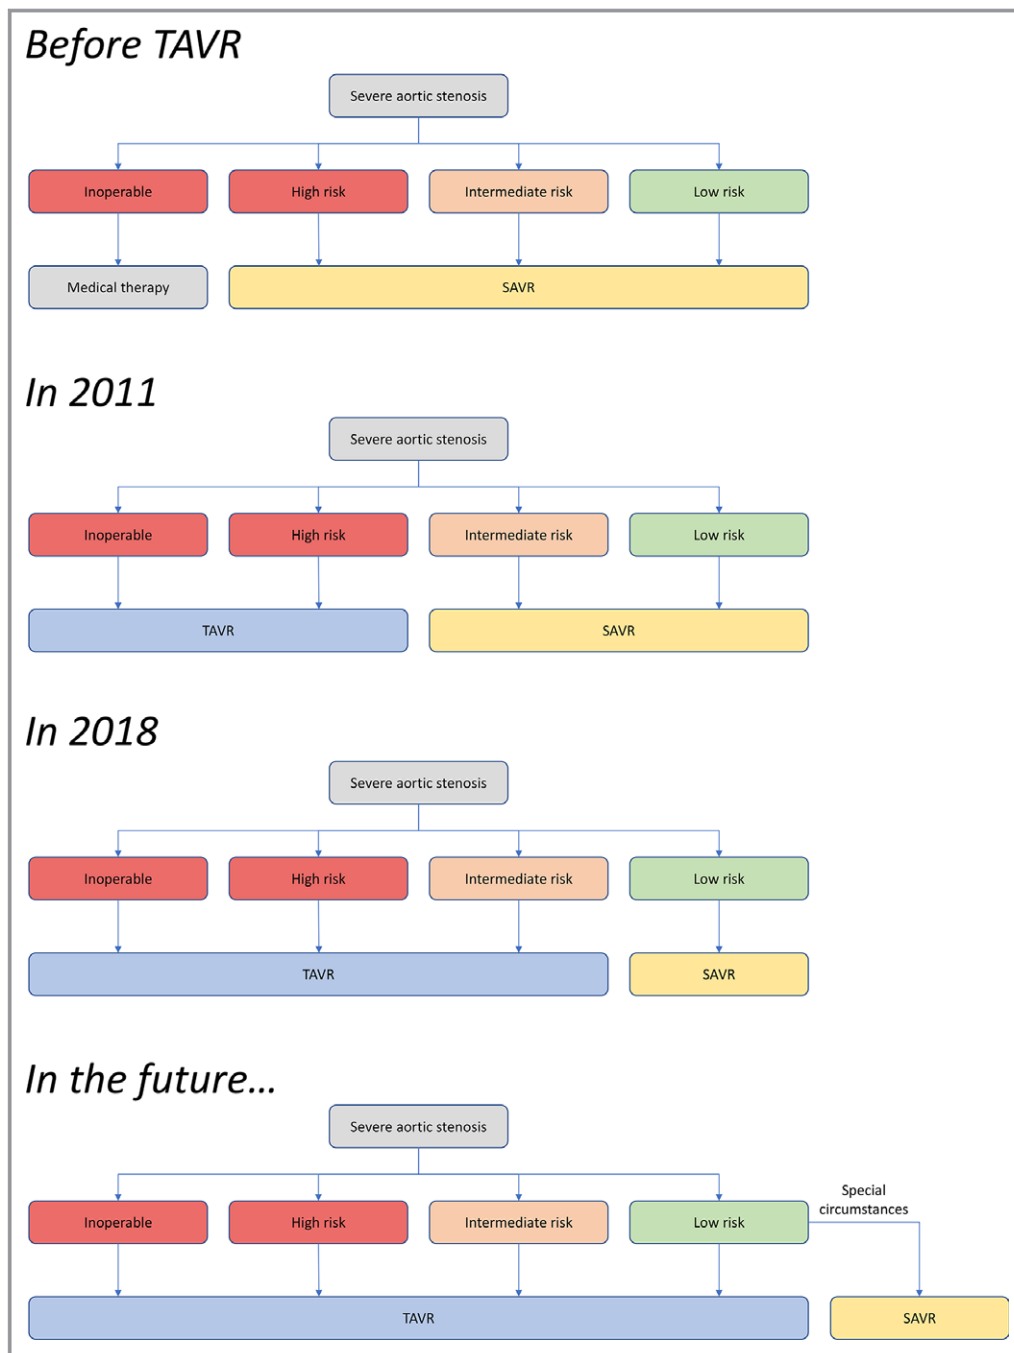 Before TAVR
Severe aortic stenosis
Inoperable
High risk
Intermediate risk
Low risk
Medical therapy
SAVR
In 2011
Severe aortic stenosis
Inoperable
High risk
Intermediate risk
Low risk
TAVR
SAVR
In 2018
Severe aortic stenosis
Inoperable
High risk
Intermediate risk
Low risk
TAVR
SAVR
In the future...
Severe aortic stenosis
Inoperable
High risk
Intermediate risk
Low risk
Special
circumstances
TAVR
SAVR